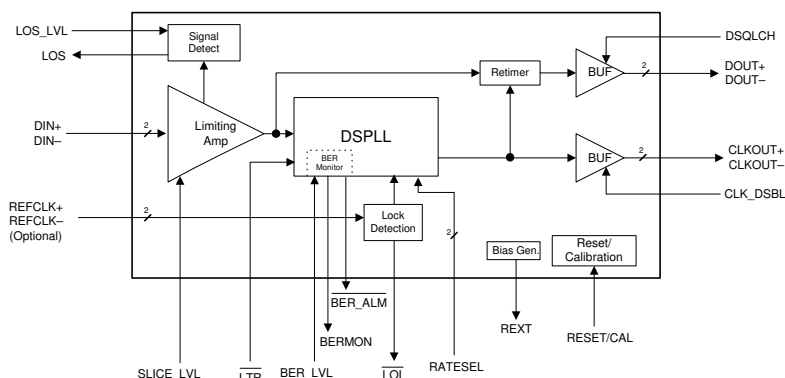 LOS_LVL
LOS
Signal
Detect
DSQLCH
Retimer
BUF
2
DOUT+
DOUT–
DIN+
DIN–
2
Limiting
Amp
DSPLL
BER
Monitor
BUF
2
CLKOUT+
CLKOUT–
CLK_DSBL
REFCLK+
REFCLK–
(Optional)
2
Lock
Detection
2
Bias Gen.
Reset/
Calibration
BER_ALM
BERMON
REXT
RESET/CAL
SLICE_LVL
LTR
BER_LVL
LOL
RATESEL